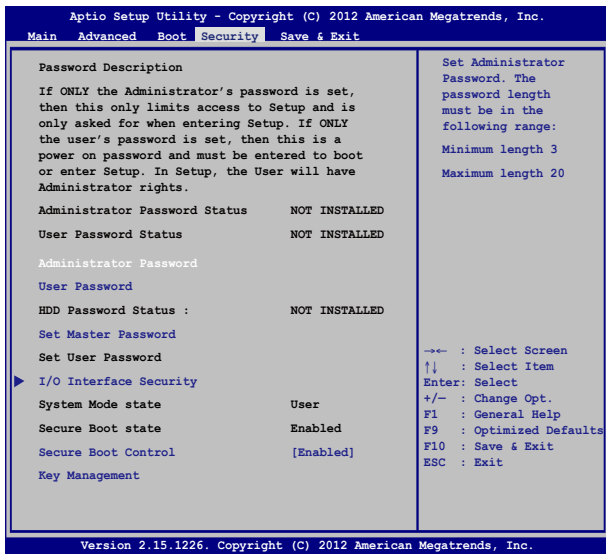 Aptio Setup Utility - Copyright (C) 2012 American Megatrends, Inc.
Main Advanced Boot Security Save & Exit
Password Description
If ONLY the Administrator's password is set,
then this only limits access to Setup and is
only asked for when entering Setup. If ONLY
the user's password is set, then this is a
power on password and must be entered to boot
or enter Setup. In Setup, the User will have
Administrator rights.
Administrator Password Status NOT INSTALLED
User Password Status NOT INSTALLED
Administrator Password
User Password
HDD Password Status : NOT INSTALLED
Set Master Password
Set User Password
I/O Interface Security
System Mode state User
Secure Boot state Enabled
Secure Boot Control [Enabled]
Key Management
Set Administrator
Password. The
password length
must be in the
following range:
Minimum length 3
Maximum length 20
→← : Select Screen
↑↓ : Select Item
Enter: Select
+/— : Change Opt.
F1 : General Help
F9 : Optimized Defaults
F10 : Save & Exit
ESC : Exit
Version 2.15.1226. Copyright (C) 2012 American Megatrends, Inc.